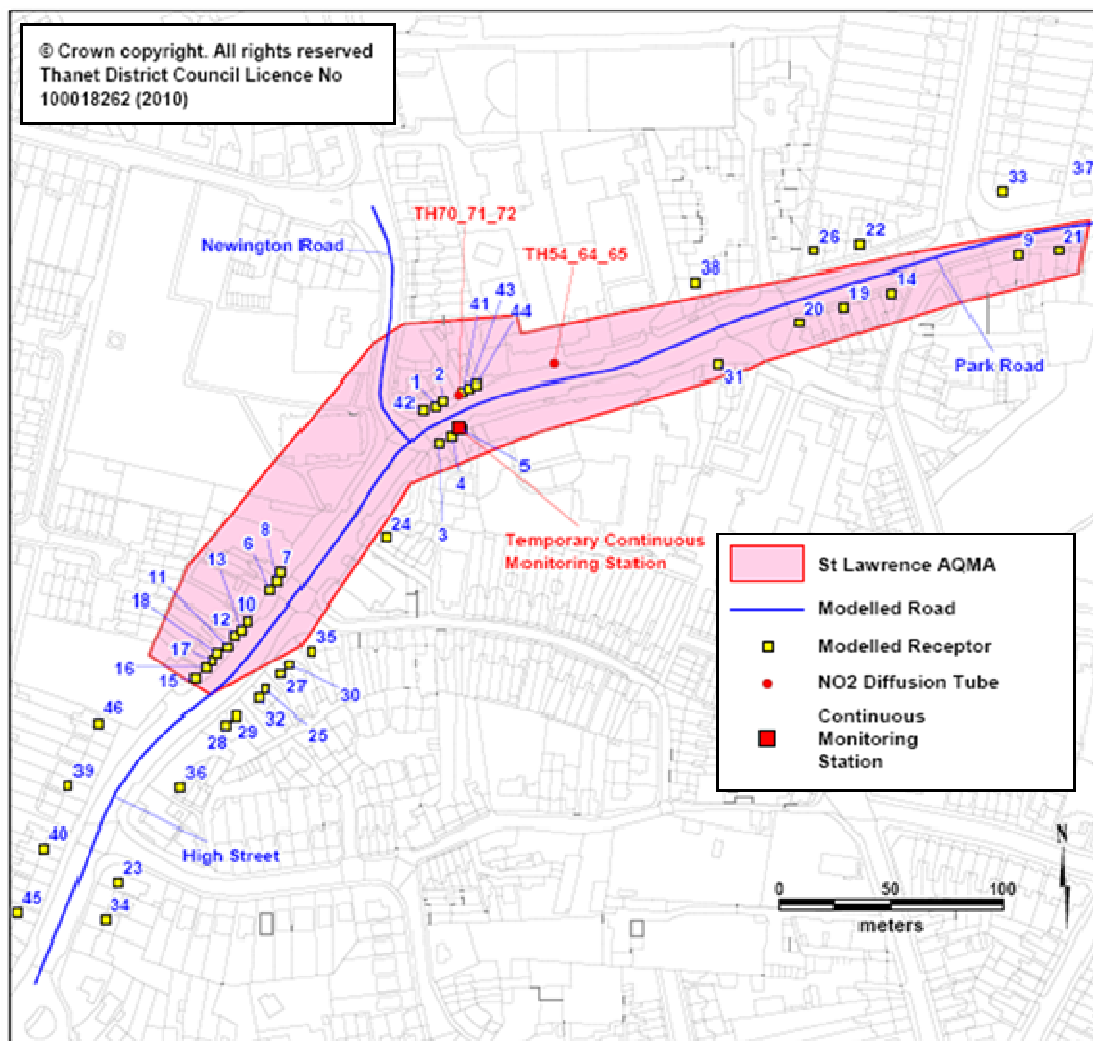 © Crown copyright. All rights reserved
Thanet District Council Licence No
100018262 (2010)
33
37
TH70_71_72
Newington Road
TH54_64_65
26
22
9
21
38
43
41
44
14
19
20
2
1
42
Park Road
31
5
4
3
24
Temporary Continuous
Monitoring Station
8
6
7
13
11
10
18
12
17
16
15
35
30
27
32
25
29
28
46
36
39
High Street
40
23
45
34
St Lawrence AQMA
Modelled Road
Modelled Receptor
NO2 Diffusion Tube
Continuous
Monitoring
Station
N
0 50 100
meters